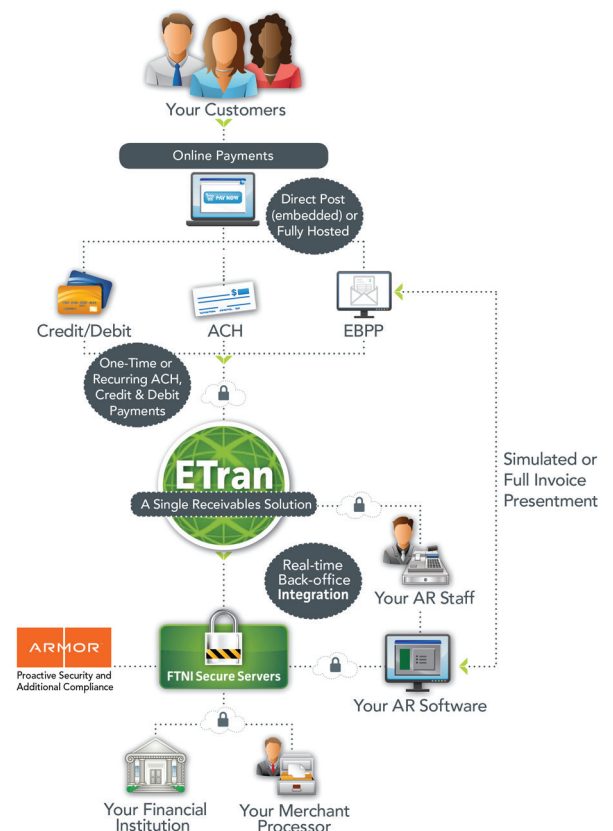 Your Customers
Online Payments
PAY NOW
Direct Post
(embedded) or
Fully Hosted
Credit/Debit
ACH
EBPP
One-Time or
Recurring ACH,
Credit & Debit
Payments
ETran
A Single Receivables Solution
Simulated or
Full Invoice
Presentment
Real-time
Back-office
Integration
Your AR Staff
ARMOR
Proactive Security and
Additional Compliance
FTNI Secure Servers
Your AR Software
Your Financial
Institution
Your Merchant
Processor